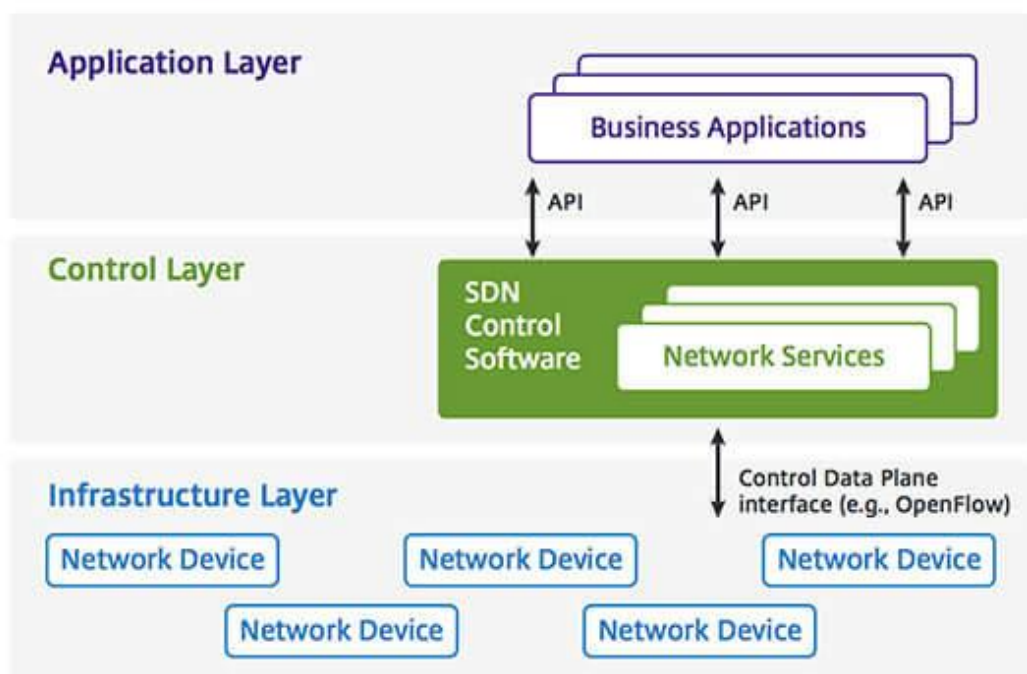 Application Layer
Business Applications
API
API
API
Control Layer
SDN
Control
Software
Network Services
Control Data Plane
interface (e.g., OpenFlow)
Infrastructure Layer
Network Device
Network Device
Network Device
Network Device
Network Device